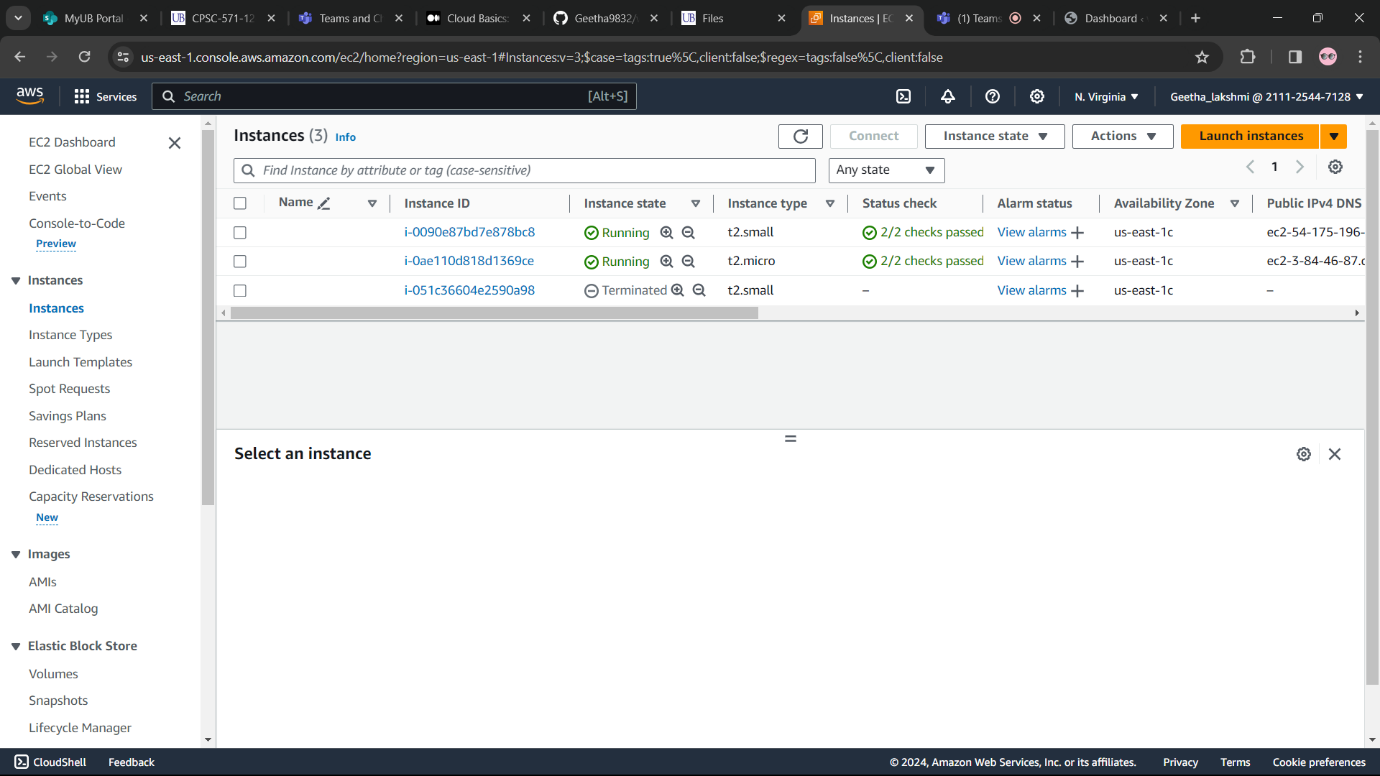 MyUB Portal
CPSC-571-12
Teams and C
Cloud Basics:
Geetha9832/
Files
Instances | EC
(1) Teams
Dashboard ‹
us-east-1.console.aws.amazon.com/ec2/home?region=us-east-1#Instances:v=3;$case=tags:true%5C,client:false;$regex=tags:false%5C,client:false
aws Services Search [Alt+S] N. Virginia Geetha_lakshmi @ 2111-2544-7128
EC2 Dashboard
EC2 Global View
Events
Console-to-Code
Preview
Instances
Instances
Instance Types
Launch Templates
Spot Requests
Savings Plans
Reserved Instances
Dedicated Hosts
Capacity Reservations
New
Images
AMIs
AMI Catalog
Elastic Block Store
Volumes
Snapshots
Lifecycle Manager
Instances (3) Info Connect Instance state Actions Launch instances
Find Instance by attribute or tag (case-sensitive) Any state 1
Name Instance ID Instance state Instance type Status check Alarm status Availability Zone Public IPv4 DNS
i-0090e87bd7e878bc8 Running t2.small 2/2 checks passed View alarms + us-east-1c ec2-54-175-196-
i-0ae110d818d1369ce Running t2.micro 2/2 checks passed View alarms + us-east-1c ec2-3-84-46-87.c
i-051c36604e2590a98 Terminated t2.small – View alarms + us-east-1c –
Select an instance
CloudShell Feedback © 2024, Amazon Web Services, Inc. or its affiliates. Privacy Terms Cookie preferences